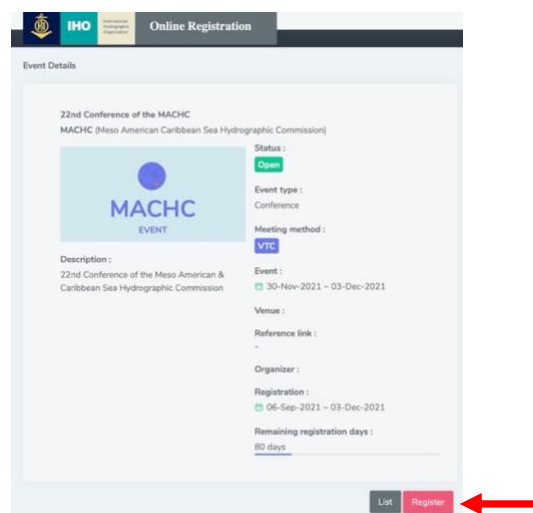 IHO
International
Hydrographic
Organization
Online Registration
Event Details
22nd Conference of the MACHC
MACHC (Meso American Caribbean Sea Hydrographic Commission)
MACHC
EVENT
Description :
22nd Conference of the Meso American &
Caribbean Sea Hydrographic Commission
Status :
Open
Event type :
Conference
Meeting method :
VTC
Event :
30-Nov-2021 ~ 03-Dec-2021
Venue :
Reference link :
-
Organizer :
Registration :
06-Sep-2021 ~ 03-Dec-2021
Remaining registration days :
80 days
List
Register